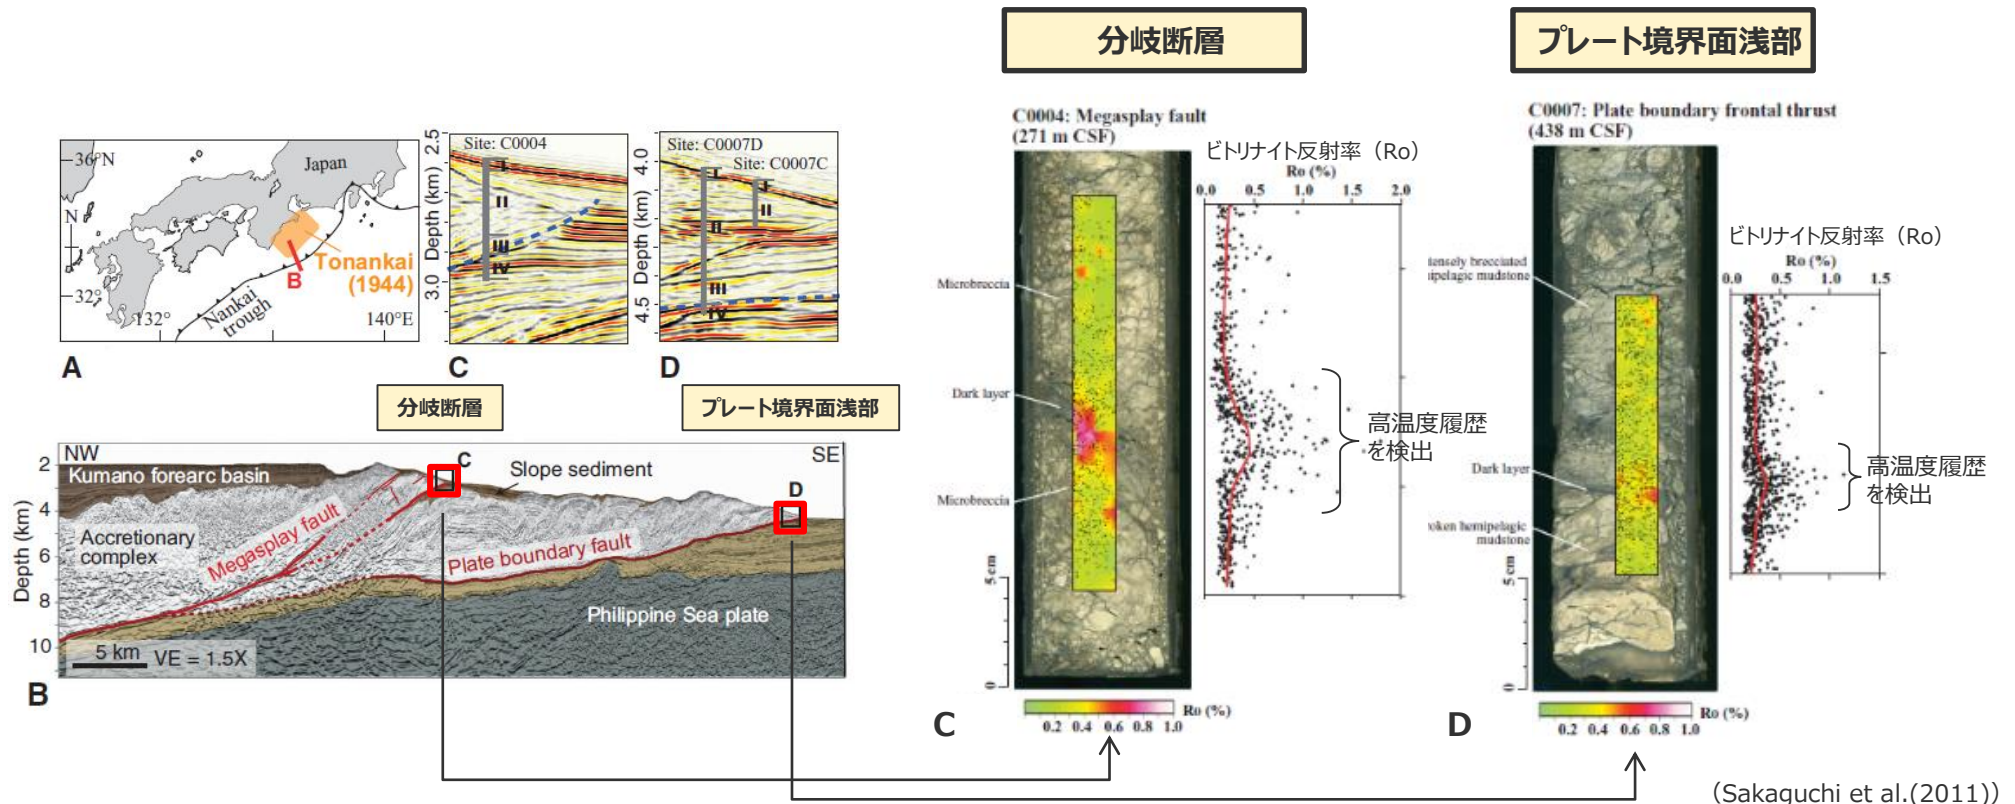 分岐断層
プレート境界面浅部
36°N
Japan
N
Tonankai
(1944)
B
32°
Nankai
trough
132°
140°E
A
2.5
Depth (km)
3.0
Site: C0004
I
II
III
IV
C
4.0
Depth (km)
4.5
Site: C0007D
Site: C0007C
I
I
II
II
III
IV
D
分岐断層
プレート境界面浅部
NW
SE
C
D
Kumano forearc basin
Slope sediment
Accretionary
complex
Megasplay fault
Plate boundary fault
Philippine Sea plate
Depth (km)
2
4
6
8
10
5 km
VE = 1.5X
B
C0004: Megasplay fault
(271 m CSF)
ビトリナイト反射率（Ro）
Ro (%)
0.0 0.5 1.0 1.5 2.0
Microbreccia
Dark layer
Microbreccia
高温度履歴
を検出
5 cm
0
Ro (%)
0.2 0.4 0.6 0.8 1.0
C
C0007: Plate boundary frontal thrust
(438 m CSF)
ビトリナイト反射率（Ro）
Ro (%)
0.0 0.5 1.0 1.5
brecciated
mudstone
Dark layer
hemipelagic
mudstone
高温度履歴
を検出
5 cm
0
Ro (%)
0.2 0.4 0.6 0.8 1.0
D
（Sakaguchi et al.(2011)）